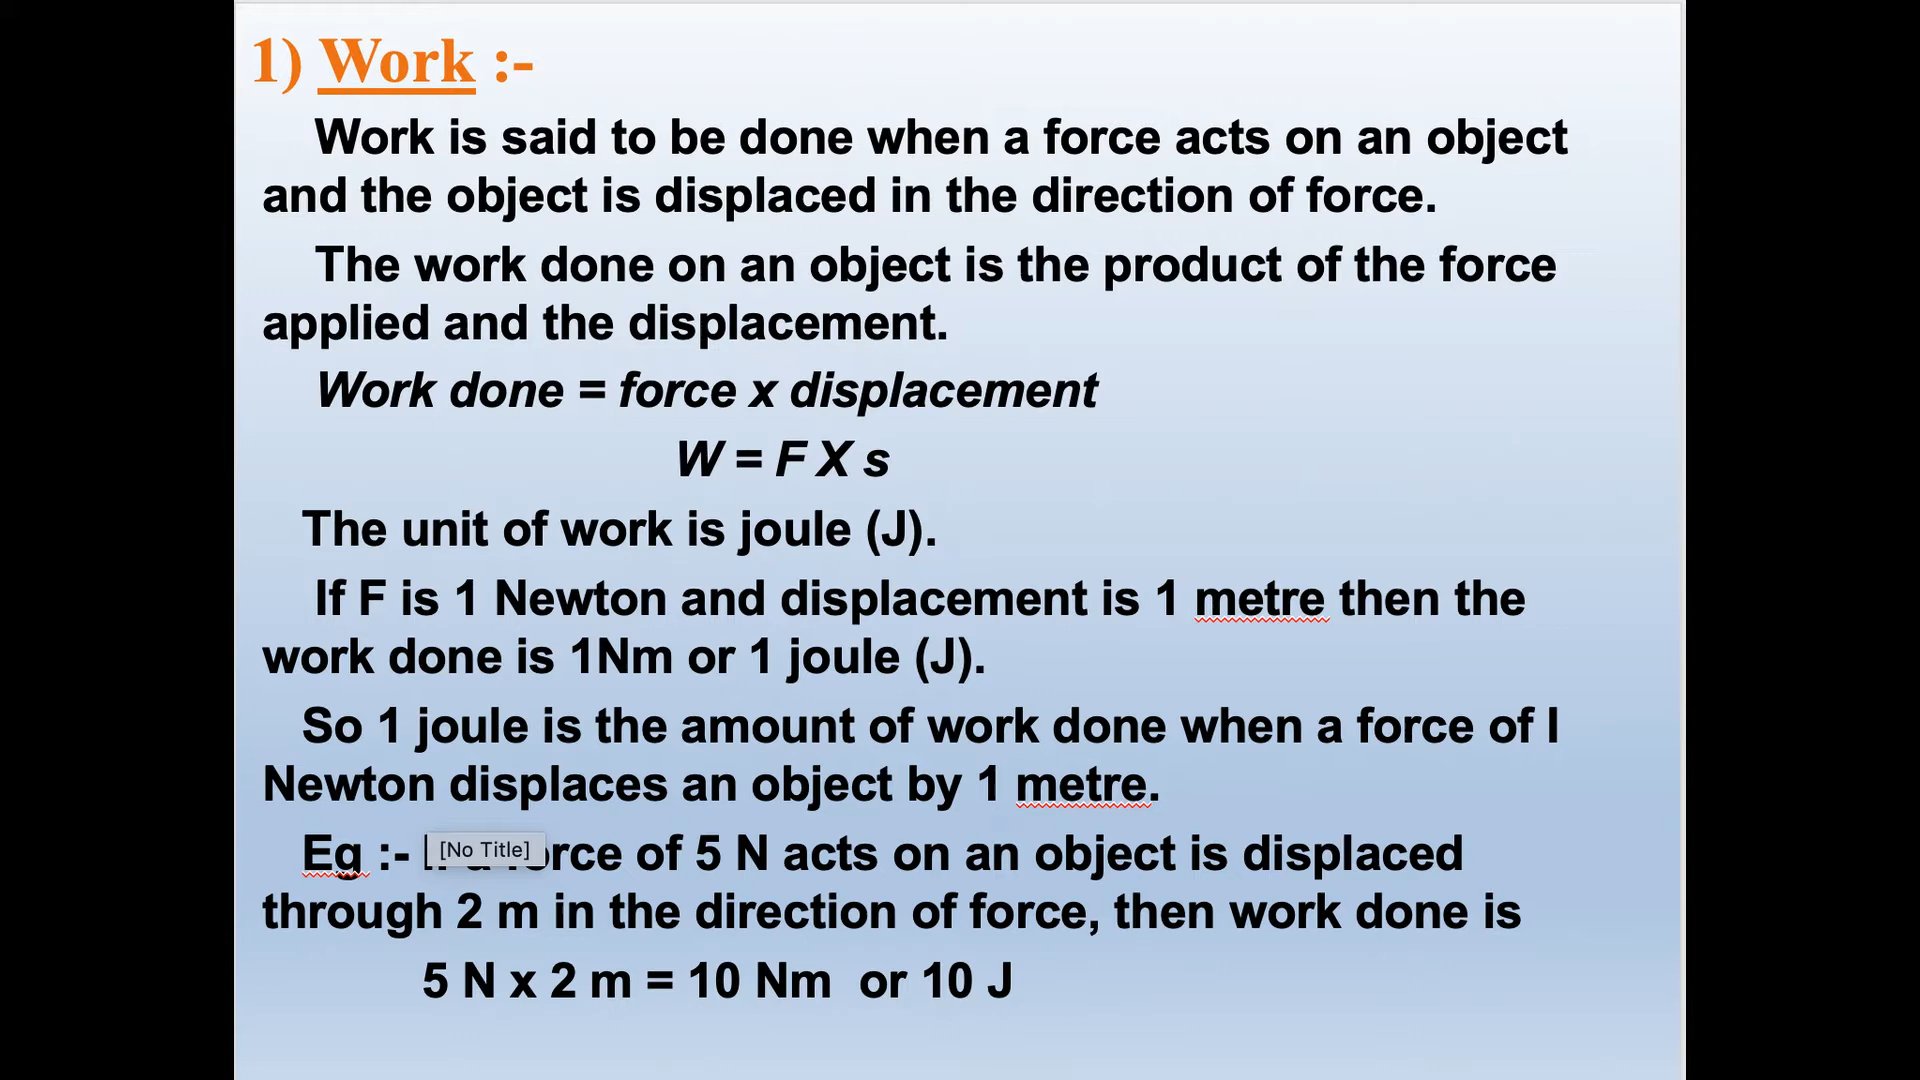 1) Work :-
Work is said to be done when a force acts on an object
and the object is displaced in the direction of force.
The work done on an object is the product of the force
applied and the displacement.
Work done = force x displacement
W = F X s
The unit of work is joule (J).
If F is 1 Newton and displacement is 1 metre then the
work done is 1Nm or 1 joule (J).
So 1 joule is the amount of work done when a force of I
Newton displaces an object by 1 metre.
Eg :- [No Title] rce of 5 N acts on an object is displaced
through 2 m in the direction of force, then work done is
5 N x 2 m = 10 Nm or 10 J